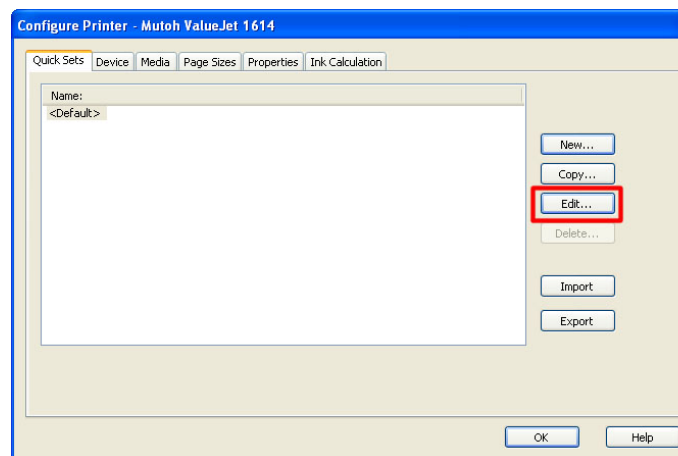 Configure Printer - Mutoh ValueJet 1614
Quick Sets Device Media Page Sizes Properties Ink Calculation
Name:
<Default>
New...
Copy...
Edit...
Delete...
Import
Export
OK Help